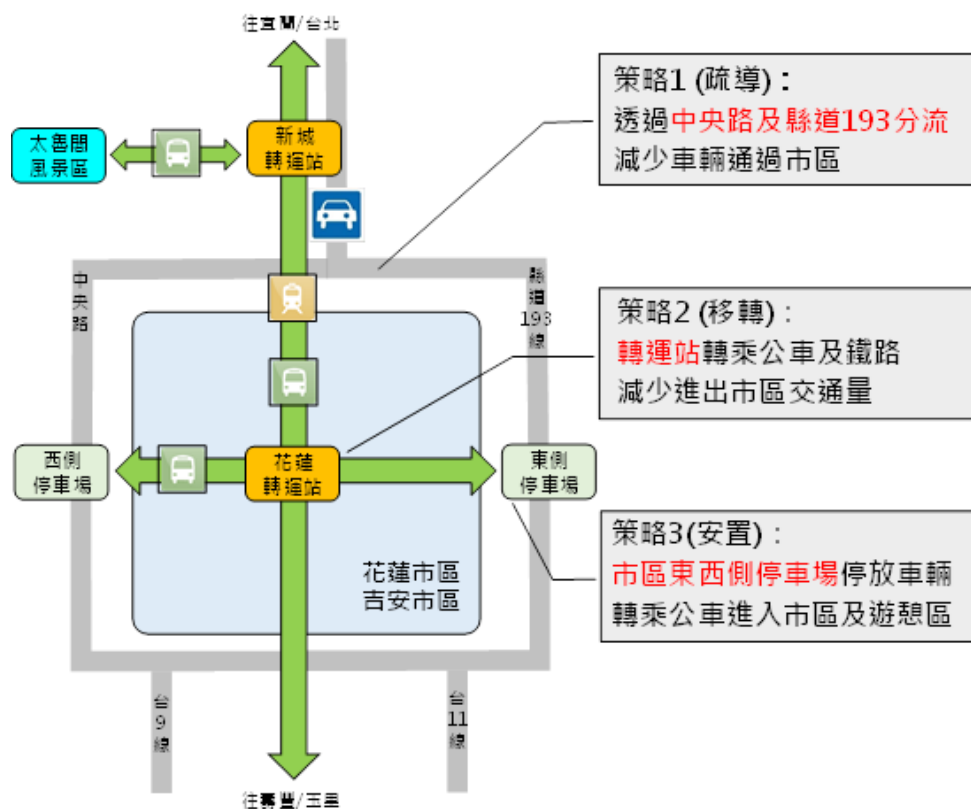 往宜蘭/台北
策略1 (疏導)：
透過中央路及縣道193分流
減少車輛通過市區
太魯閣
風景區
新城
轉運站
中央路
縣道193線
策略2 (移轉)：
轉運站轉乘公車及鐵路
減少進出市區交通量
西側
停車場
花蓮
轉運站
東側
停車場
策略3(安置)：
市區東西側停車場停放車輛
轉乘公車進入市區及遊憩區
花蓮市區
吉安市區
台9線
台11線
往壽豐/玉里